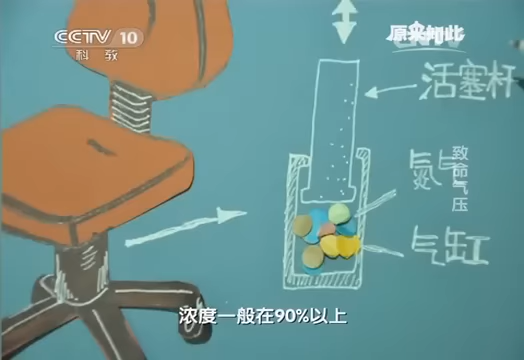 CCTV 10
科教
原来如此
活塞杆
氮气
致命气压
气缸
浓度一般在90%以上